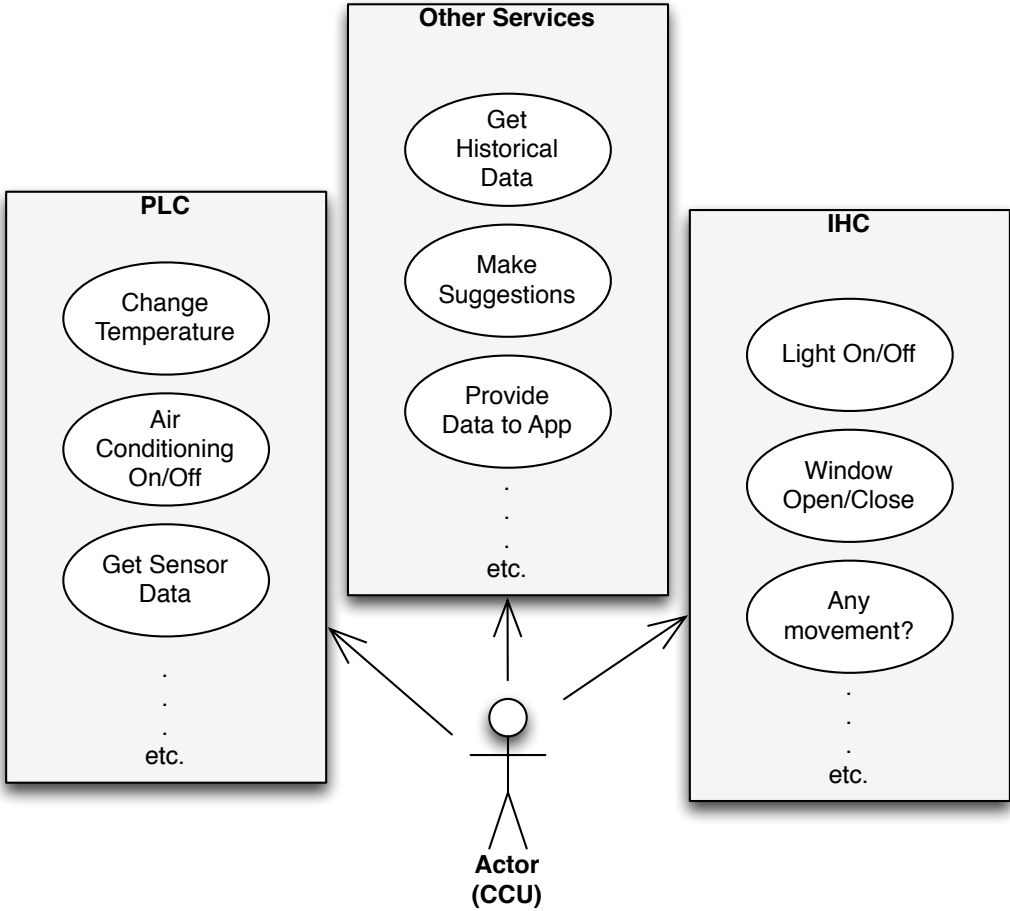 Other Services
Get
Historical
Data
Make
Suggestions
Provide
Data to App
.
.
.
etc.
PLC
Change
Temperature
Air
Conditioning
On/Off
Get Sensor
Data
.
.
.
etc.
IHC
Light On/Off
Window
Open/Close
Any
movement?
.
.
.
etc.
Actor
(CCU)